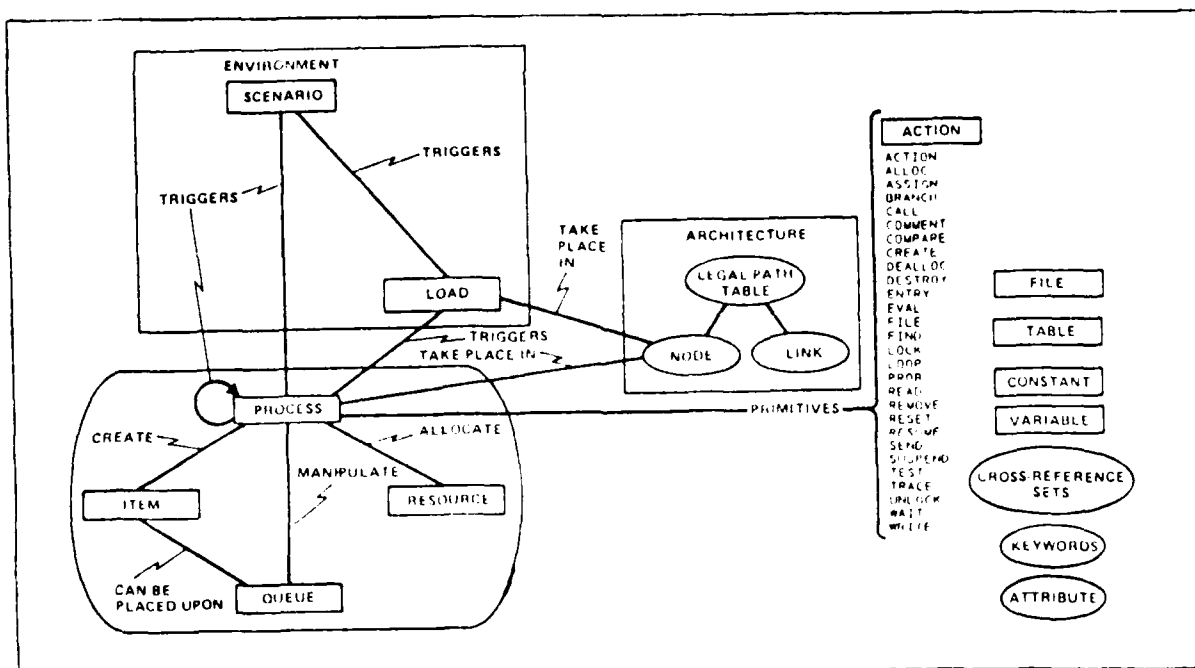 ENVIRONMENT
SCENARIO
TRIGGERS
TRIGGERS
LOAD
TAKE
PLACE
IN
ARCHITECTURE
LEGAL PATH
TABLE
NODE
LINK
TRIGGERS
TAKE PLACE IN
PROCESS
PRIMITIVES
CREATE
ALLOCATE
MANIPULATE
ITEM
RESOURCE
CAN BE
PLACED UPON
QUEUE
ACTION
ACTION
ALLOC
ASSIGN
BRANCH
CALL
COMMENT
COMPARE
CREATE
DEALLOC
DESTROY
ENTRY
EVAL
FILE
FIND
LOCK
LOOP
PROB
READ
REMOVE
RESET
RESUME
SEND
SUSPEND
TEST
TRACE
UNLOCK
WAIT
WRITE
FILE
TABLE
CONSTANT
VARIABLE
CROSS-REFERENCE
SETS
KEYWORDS
ATTRIBUTE